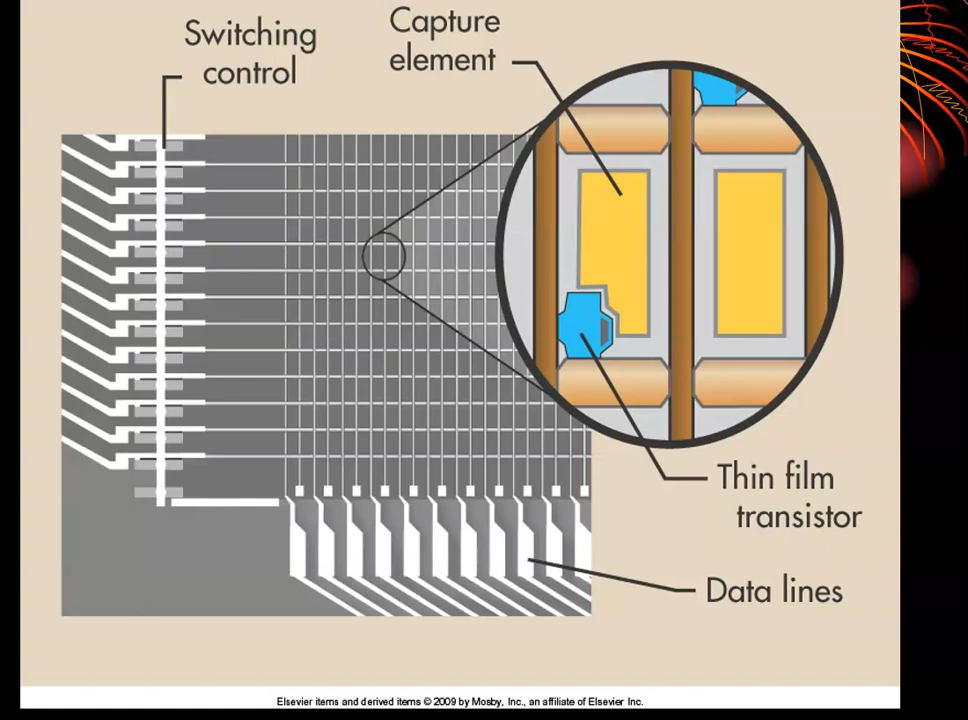 Switching
control
Capture
element
Thin film
transistor
Data lines
Elsevier items and derived items © 2009 by Mosby, Inc., an affiliate of Elsevier Inc.